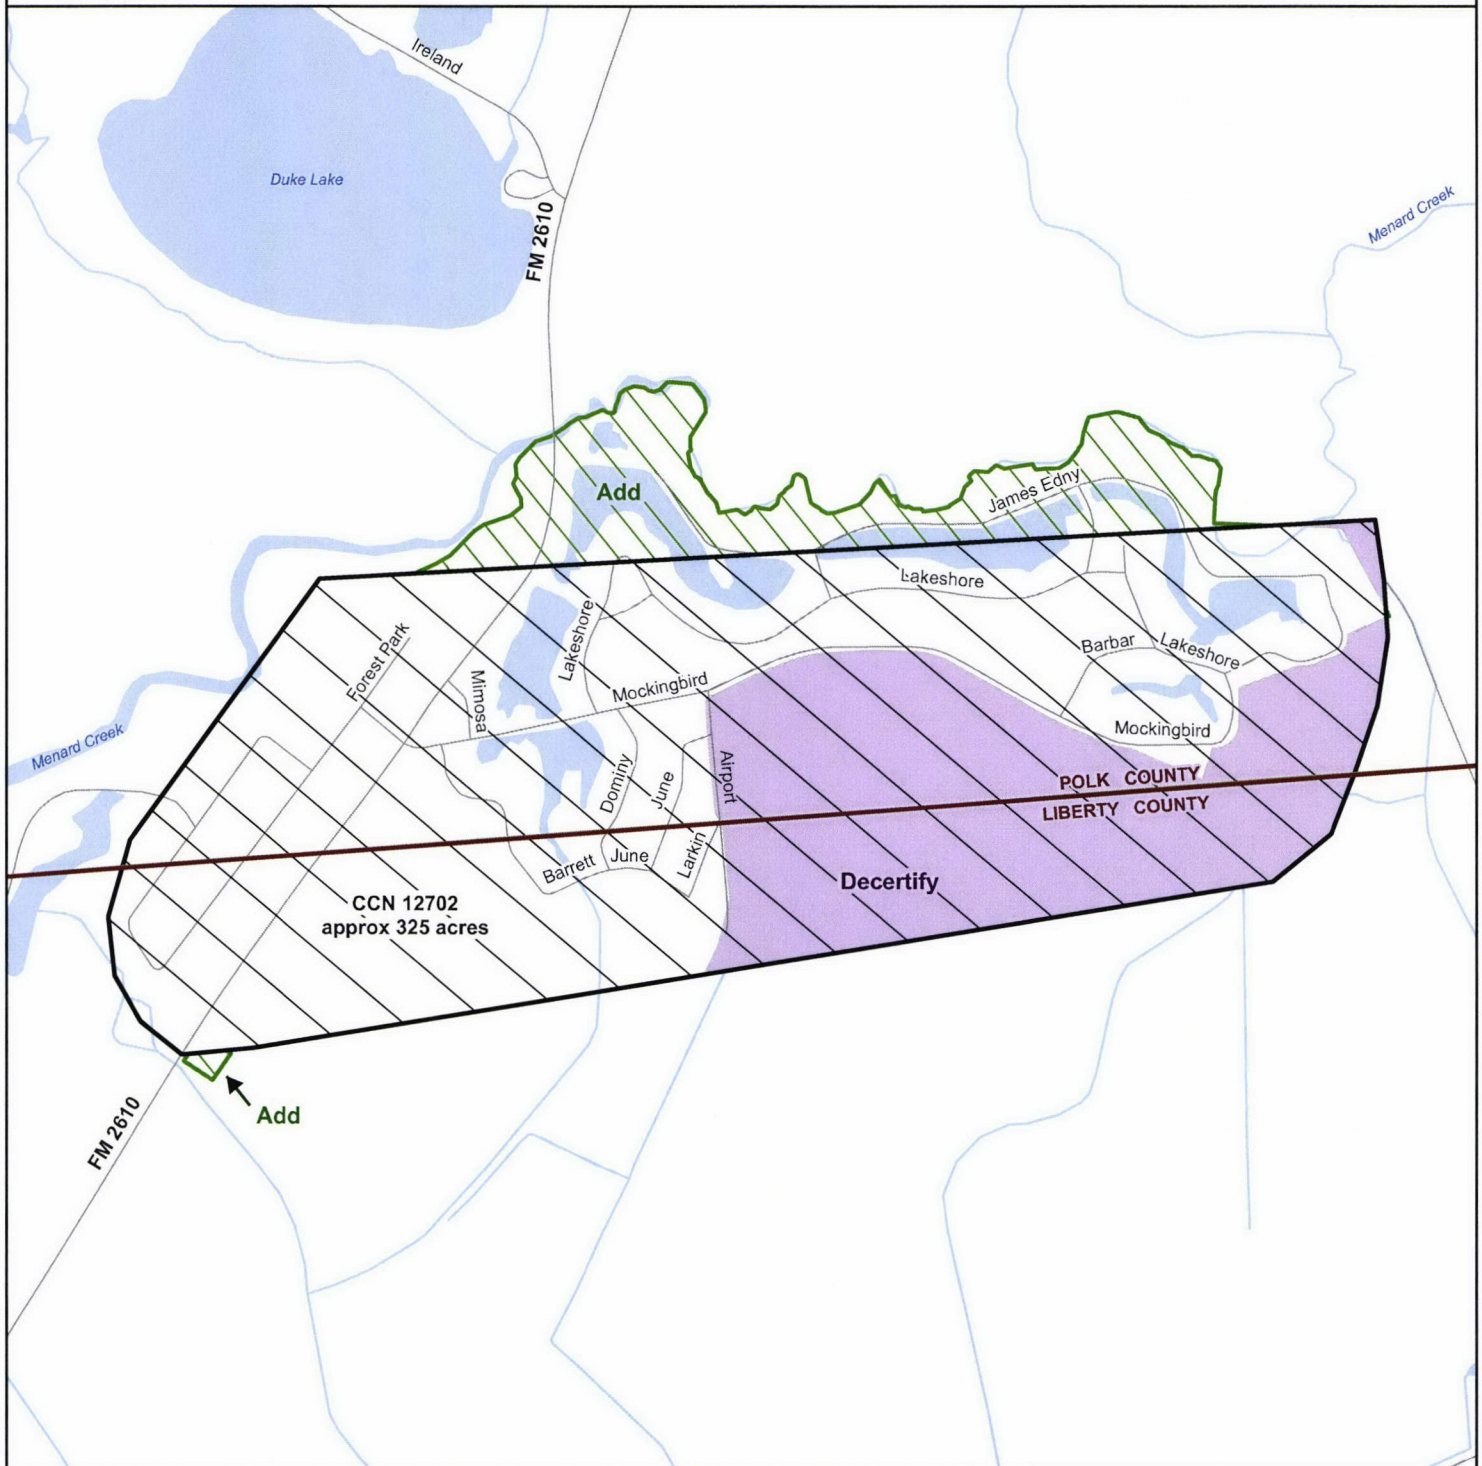 Ireland
Duke Lake
FM 2610
Menard Creek
Add
James Edny
Lakeshore
Lakeshore
Forest Park
Mimosa
Mockingbird
Barbar
Lakeshore
Mockingbird
Menard Creek
Dominy
June
Airport
POLK COUNTY
LIBERTY COUNTY
Barrett
June
Larkin
Decertify
CCN 12702
approx 325 acres
Add
FM 2610